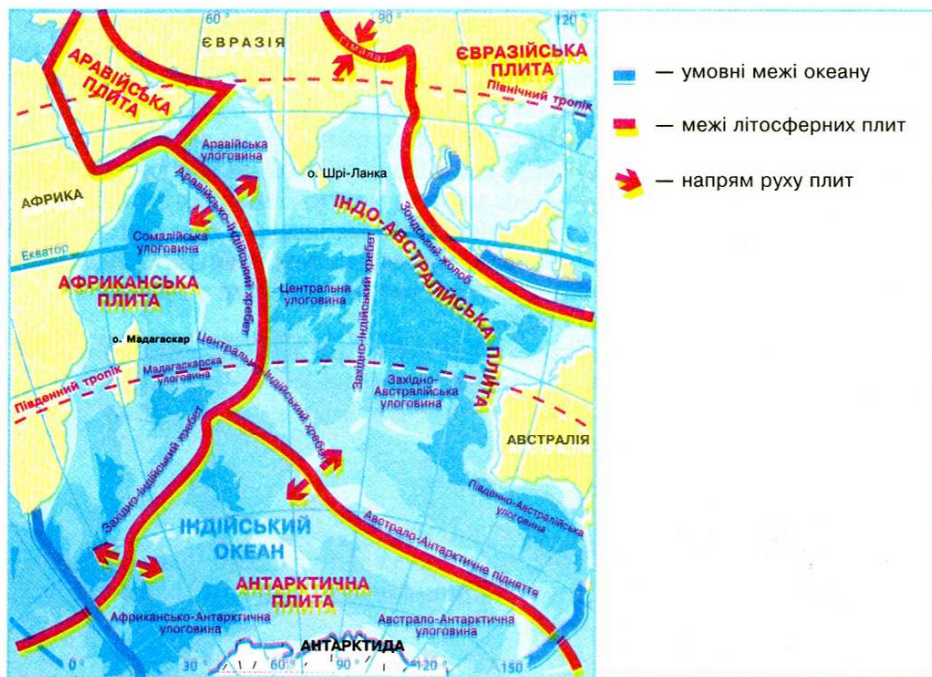 60°
90°
120°
ЄВРАЗІЯ
Гімалаї
ЄВРАЗІЙСЬКА
ПЛИТА
АРАВІЙСЬКА
ПЛИТА
Північний тропік
Аравійська
улоговина
о. Шрі-Ланка
АФРИКА
Аравійсько-Індійський хребет
Сомалійська
улоговина
Екватор
ІНДО-АВСТРАЛІЙСЬКА ПЛИТА
Зондський жолоб
АФРИКАНСЬКА
ПЛИТА
Центральна
улоговина
Західно-Індійський хребет
о. Мадагаскар
Центрально-Індійський хребет
Мадагаскарска
улоговина
Південний тропік
Західно-
Австралійська
улоговина
АВСТРАЛІЯ
Західно-Індійський хребет
Південно-Австралійська
улоговина
ІНДІЙСЬКИЙ
ОКЕАН
Австрало-Антарктичне підняття
АНТАРКТИЧНА
ПЛИТА
Африкансько-Антарктична
улоговина
Австрало-Антарктична
улоговина
АНТАРКТИДА
0°
30°
60°
90°
120°
150°
— умовні межі океану
— межі літосферних плит
— напрям руху плит